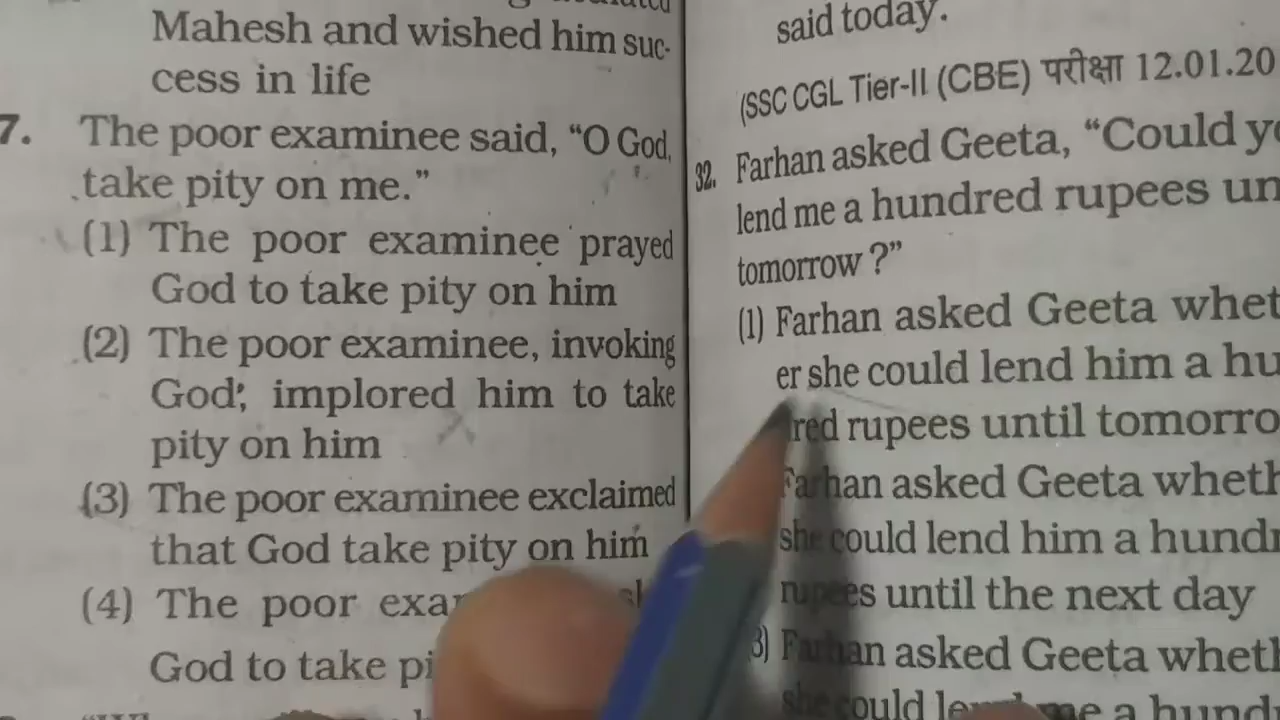 Mahesh and wished him suc-
cess in life
7. The poor examinee said, “O God,
take pity on me.”
(1) The poor examinee prayed
God to take pity on him
(2) The poor examinee, invoking
God; implored him to take
pity on him
(3) The poor examinee exclaimed
that God take pity on him
(4) The poor
God to take
said today.
(SSC CGL Tier-II (CBE) परीक्षा 12.01.20
32. Farhan asked Geeta, “Could
lend me a hundred rupees
tomorrow ?”
(1) Farhan asked Geeta whet
er she could lend him a hu
red rupees until tomorro
Farhan asked Geeta wheth
she could lend him a hund
rupees until the next day
3) Farhan asked Geeta wheth
she could me a hund